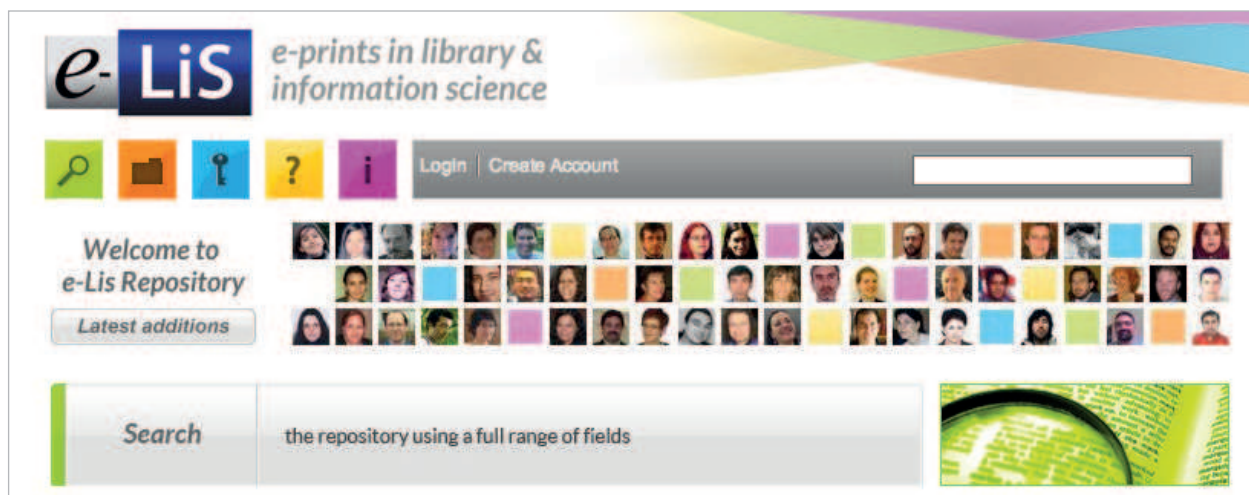 e-LiS
e-prints in library &
information science
? i
Login | Create Account
Welcome to
e-Lis Repository
Latest additions
Search
the repository using a full range of fields